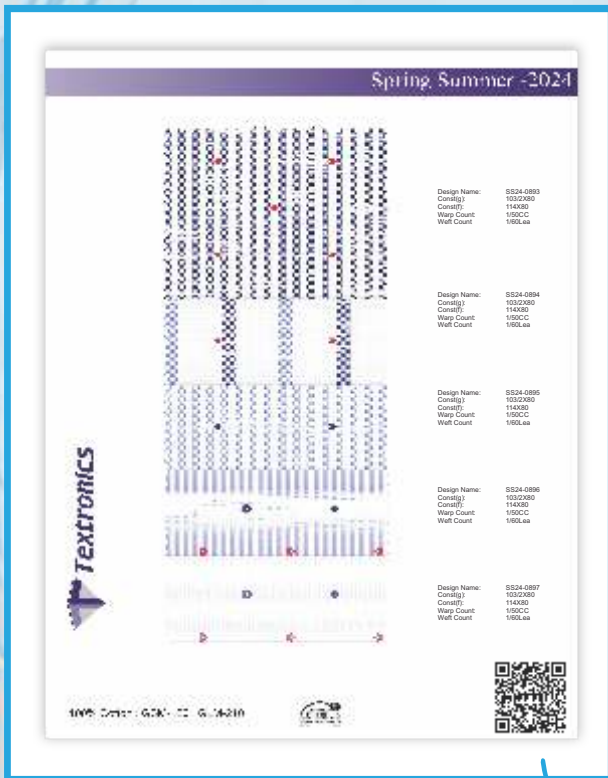 Spring Summer -2024
Design Name: SS24-0893
Const(g): 103/2X80
Const(f): 114X80
Warp Count: 1/50CC
Weft Count 1/60Lea
Design Name: SS24-0894
Const(g): 103/2X80
Const(f): 114X80
Warp Count: 1/50CC
Weft Count 1/60Lea
Design Name: SS24-0895
Const(g): 103/2X80
Const(f): 114X80
Warp Count: 1/50CC
Weft Count 1/60Lea
Design Name: SS24-0896
Const(g): 103/2X80
Const(f): 114X80
Warp Count: 1/50CC
Weft Count 1/60Lea
Design Name: SS24-0897
Const(g): 103/2X80
Const(f): 114X80
Warp Count: 1/50CC
Weft Count 1/60Lea
Textronics
100% Cotton